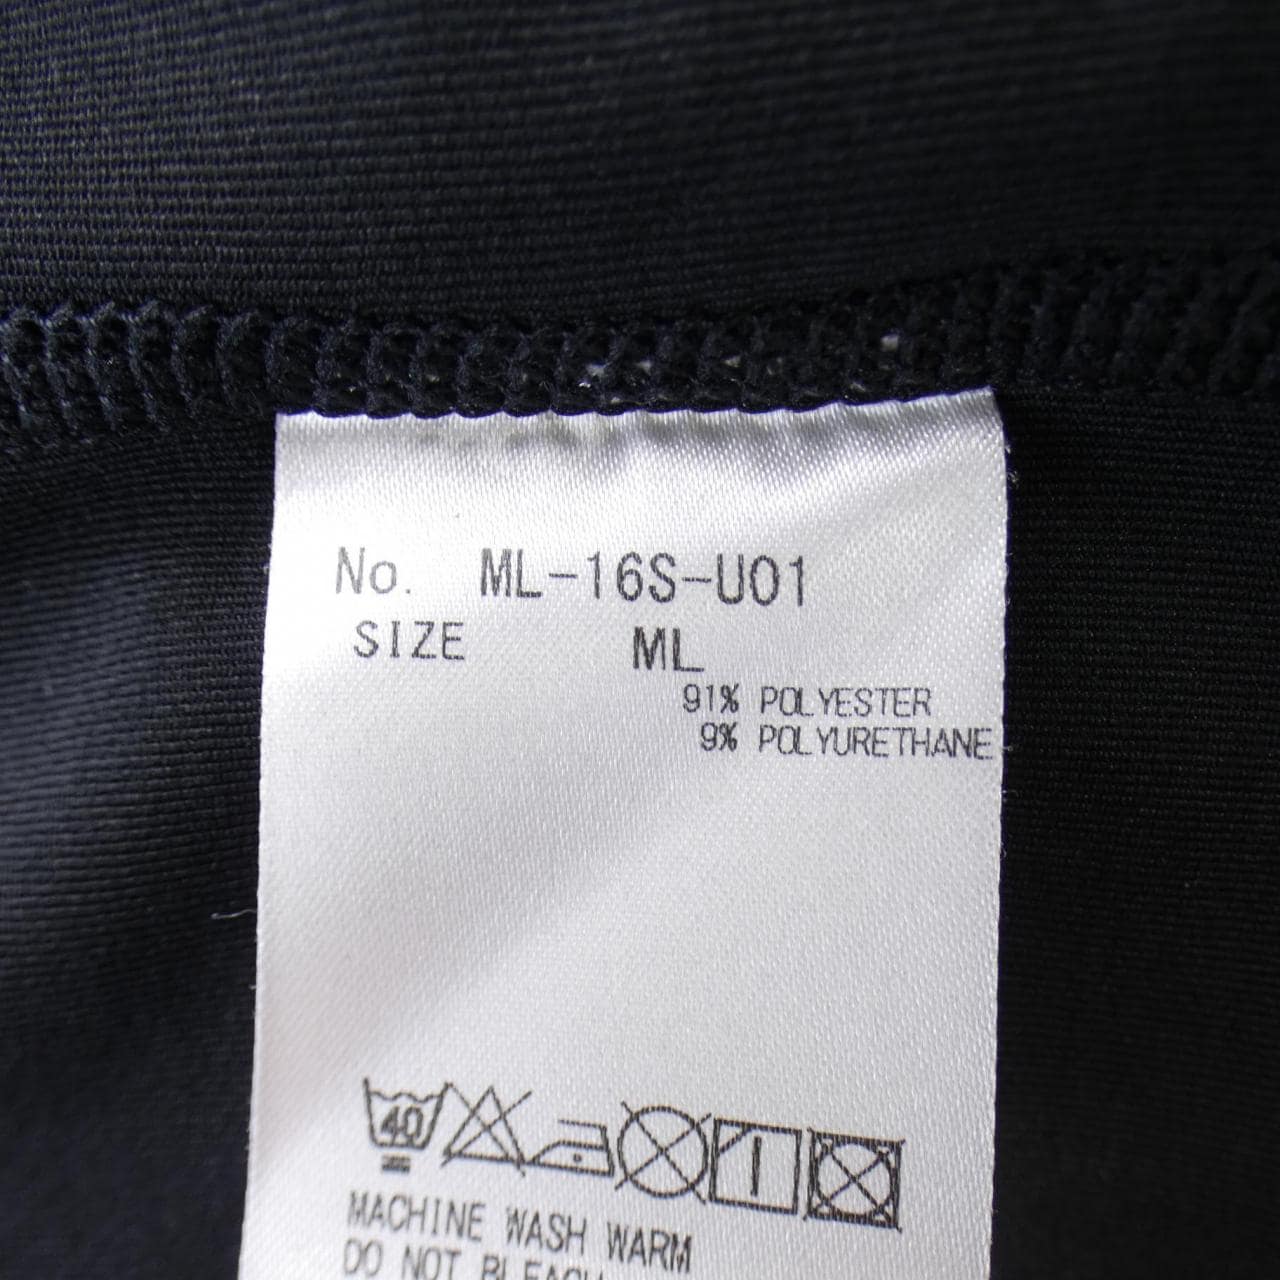 No. ML-16S-U01
SIZE ML
91% POLYESTER
9% POLYURETHANE
40
MACHINE WASH WARM
DO NOT BLEACH